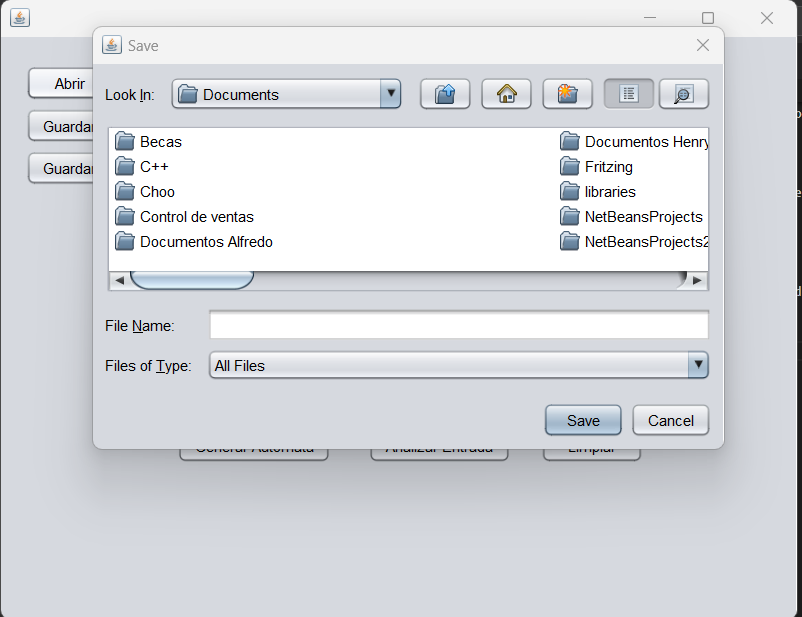 Save
Abrir
Look In:
Documents
Guardar
Guardar
Becas
C++
Choo
Control de ventas
Documentos Alfredo
Documentos Henry
Fritzing
libraries
NetBeansProjects
NetBeansProjects2
File Name:
Files of Type:
All Files
Save
Cancel
Generar Automata
Analizar Entrada
Limpiar